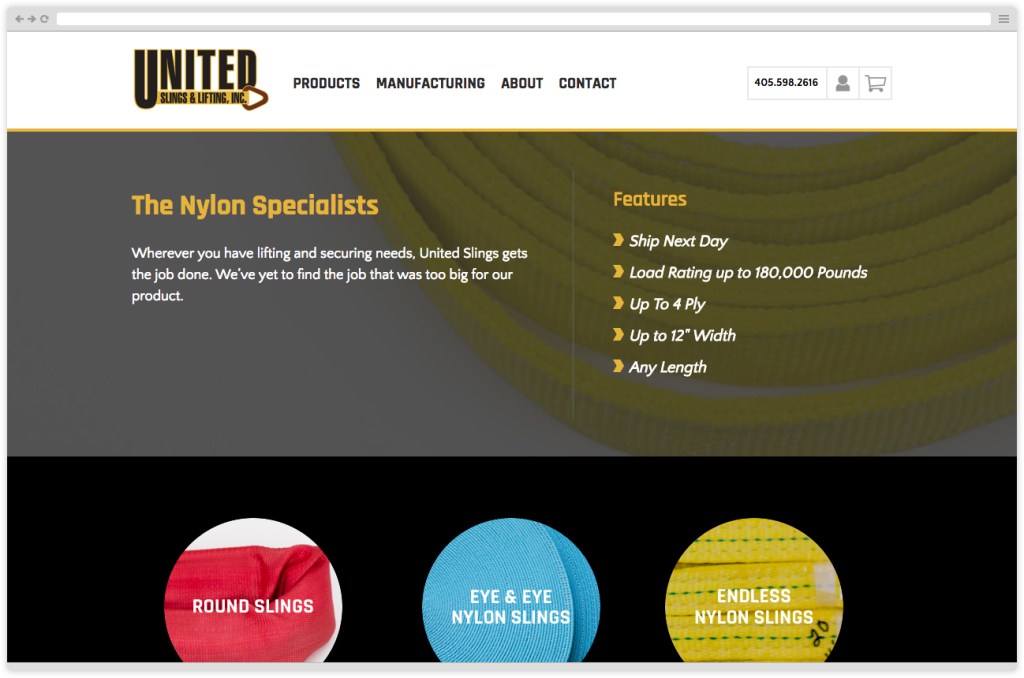 UNITED
SLINGS & LIFTING, INC.
PRODUCTS
MANUFACTURING
ABOUT
CONTACT
405.598.2616
The Nylon Specialists
Wherever you have lifting and securing needs, United Slings gets
the job done. We've yet to find the job that was too big for our
product.
Features
Ship Next Day
Load Rating up to 180,000 Pounds
Up To 4 Ply
Up to 12" Width
Any Length
ROUND SLINGS
EYE & EYE
NYLON SLINGS
ENDLESS
NYLON SLINGS
20